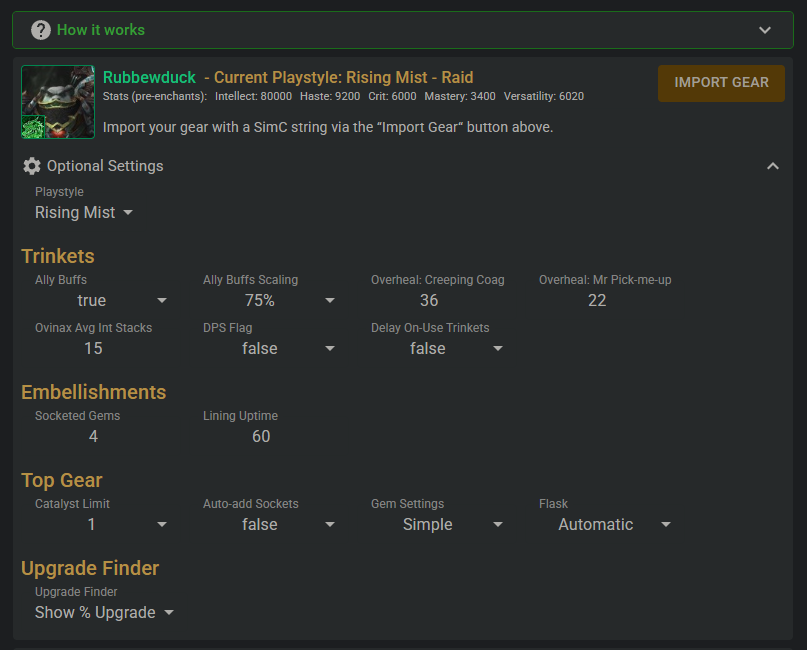 How it works
Rubbewduck - Current Playstyle: Rising Mist - Raid
IMPORT GEAR
Stats (pre-enchants): Intellect: 80000 Haste: 9200 Crit: 6000 Mastery: 3400 Versatility: 6020
Import your gear with a SimC string via the “Import Gear” button above.
Optional Settings
Playstyle
Rising Mist
Trinkets
Ally Buffs Ally Buffs Scaling Overheal: Creeping Coag Overheal: Mr Pick-me-up
true 75% 36 22
Ovinax Avg Int Stacks DPS Flag Delay On-Use Trinkets
15 false false
Embellishments
Socketed Gems Lining Uptime
4 60
Top Gear
Catalyst Limit Auto-add Sockets Gem Settings Flask
1 false Simple Automatic
Upgrade Finder
Upgrade Finder
Show % Upgrade